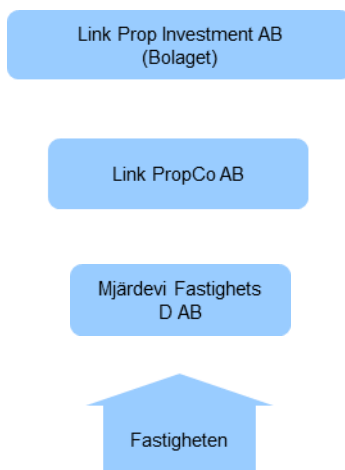 Link Prop Investment AB
(Bolaget)
Link PropCo AB
Mjärdevi Fastighets
D AB
Fastigheten